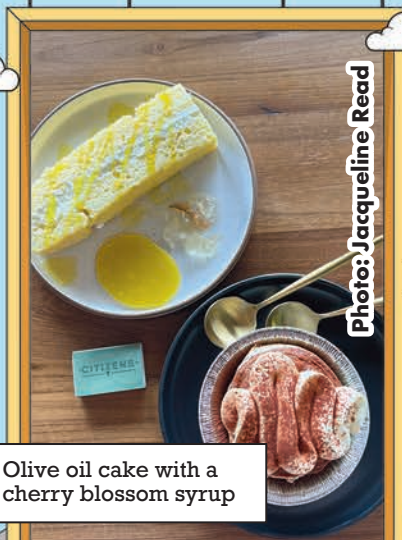 Photo: Jacqueline Read
CITIZENS
Olive oil cake with a
cherry blossom syrup